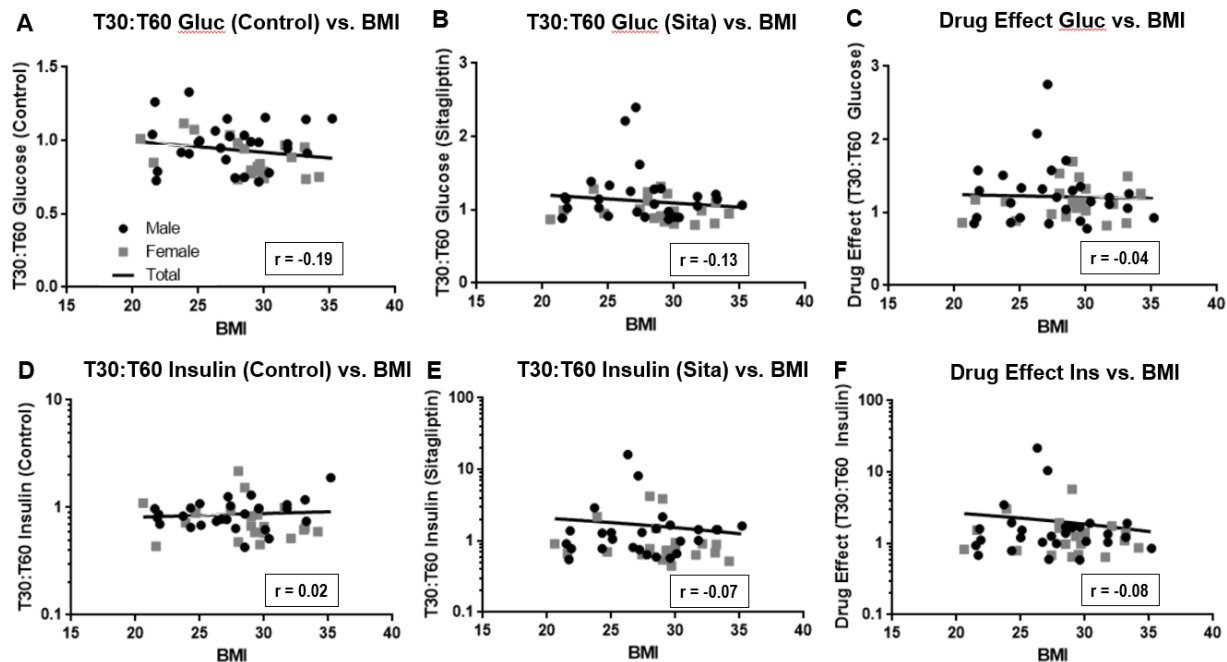 A T30:T60 Gluc (Control) vs. BMI
T30:T60 Glucose (Control)
1.5
1.0
0.5
0.0
Male
Female
Total
r = -0.19
15 20 25 30 35 40
BMI
B T30:T60 Gluc (Sita) vs. BMI
T30:T60 Glucose (Sitagliptin)
3
2
1
0
r = -0.13
15 20 25 30 35 40
BMI
C Drug Effect Gluc vs. BMI
Drug Effect (T30:T60 Glucose)
3
2
1
0
r = -0.04
15 20 25 30 35 40
BMI
D T30:T60 Insulin (Control) vs. BMI
T30:T60 Insulin (Control)
10
1
0.1
r = 0.02
15 20 25 30 35 40
BMI
E T30:T60 Insulin (Sita) vs. BMI
T30:T60 Insulin (Sitagliptin)
100
10
1
0.1
r = -0.07
15 20 25 30 35 40
BMI
F Drug Effect Ins vs. BMI
Drug Effect (T30:T60 Insulin)
100
10
1
0.1
r = -0.08
15 20 25 30 35 40
BMI